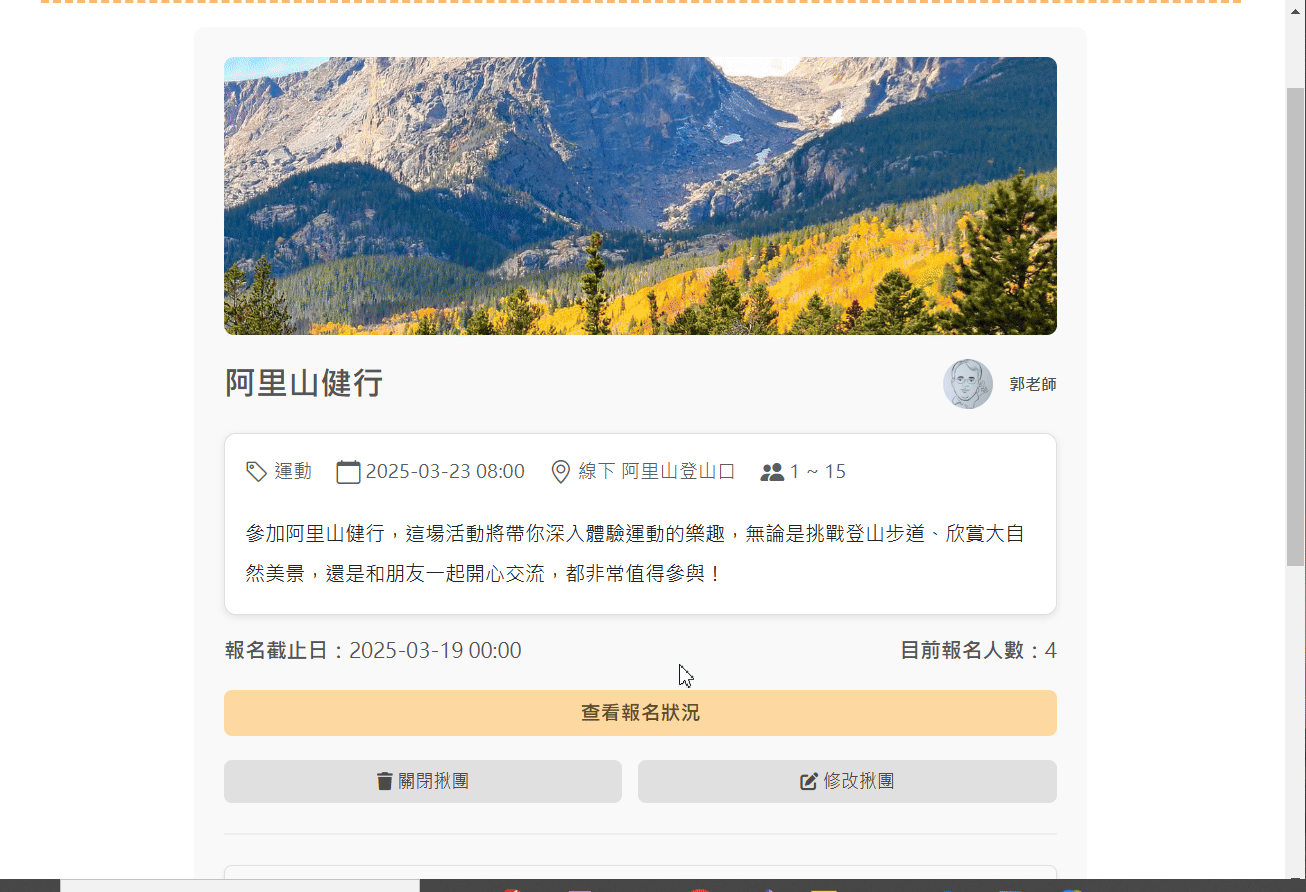 阿里山健行
郭老師
運動 2025-03-23 08:00 線下 阿里山登山口 1 ~ 15
參加阿里山健行，這場活動將帶你深入體驗運動的樂趣，無論是挑戰登山步道、欣賞大自
然美景，還是和朋友一起開心交流，都非常值得參與！
報名截止日：2025-03-19 00:00 目前報名人數：4
查看報名狀況
關閉揪團 修改揪團